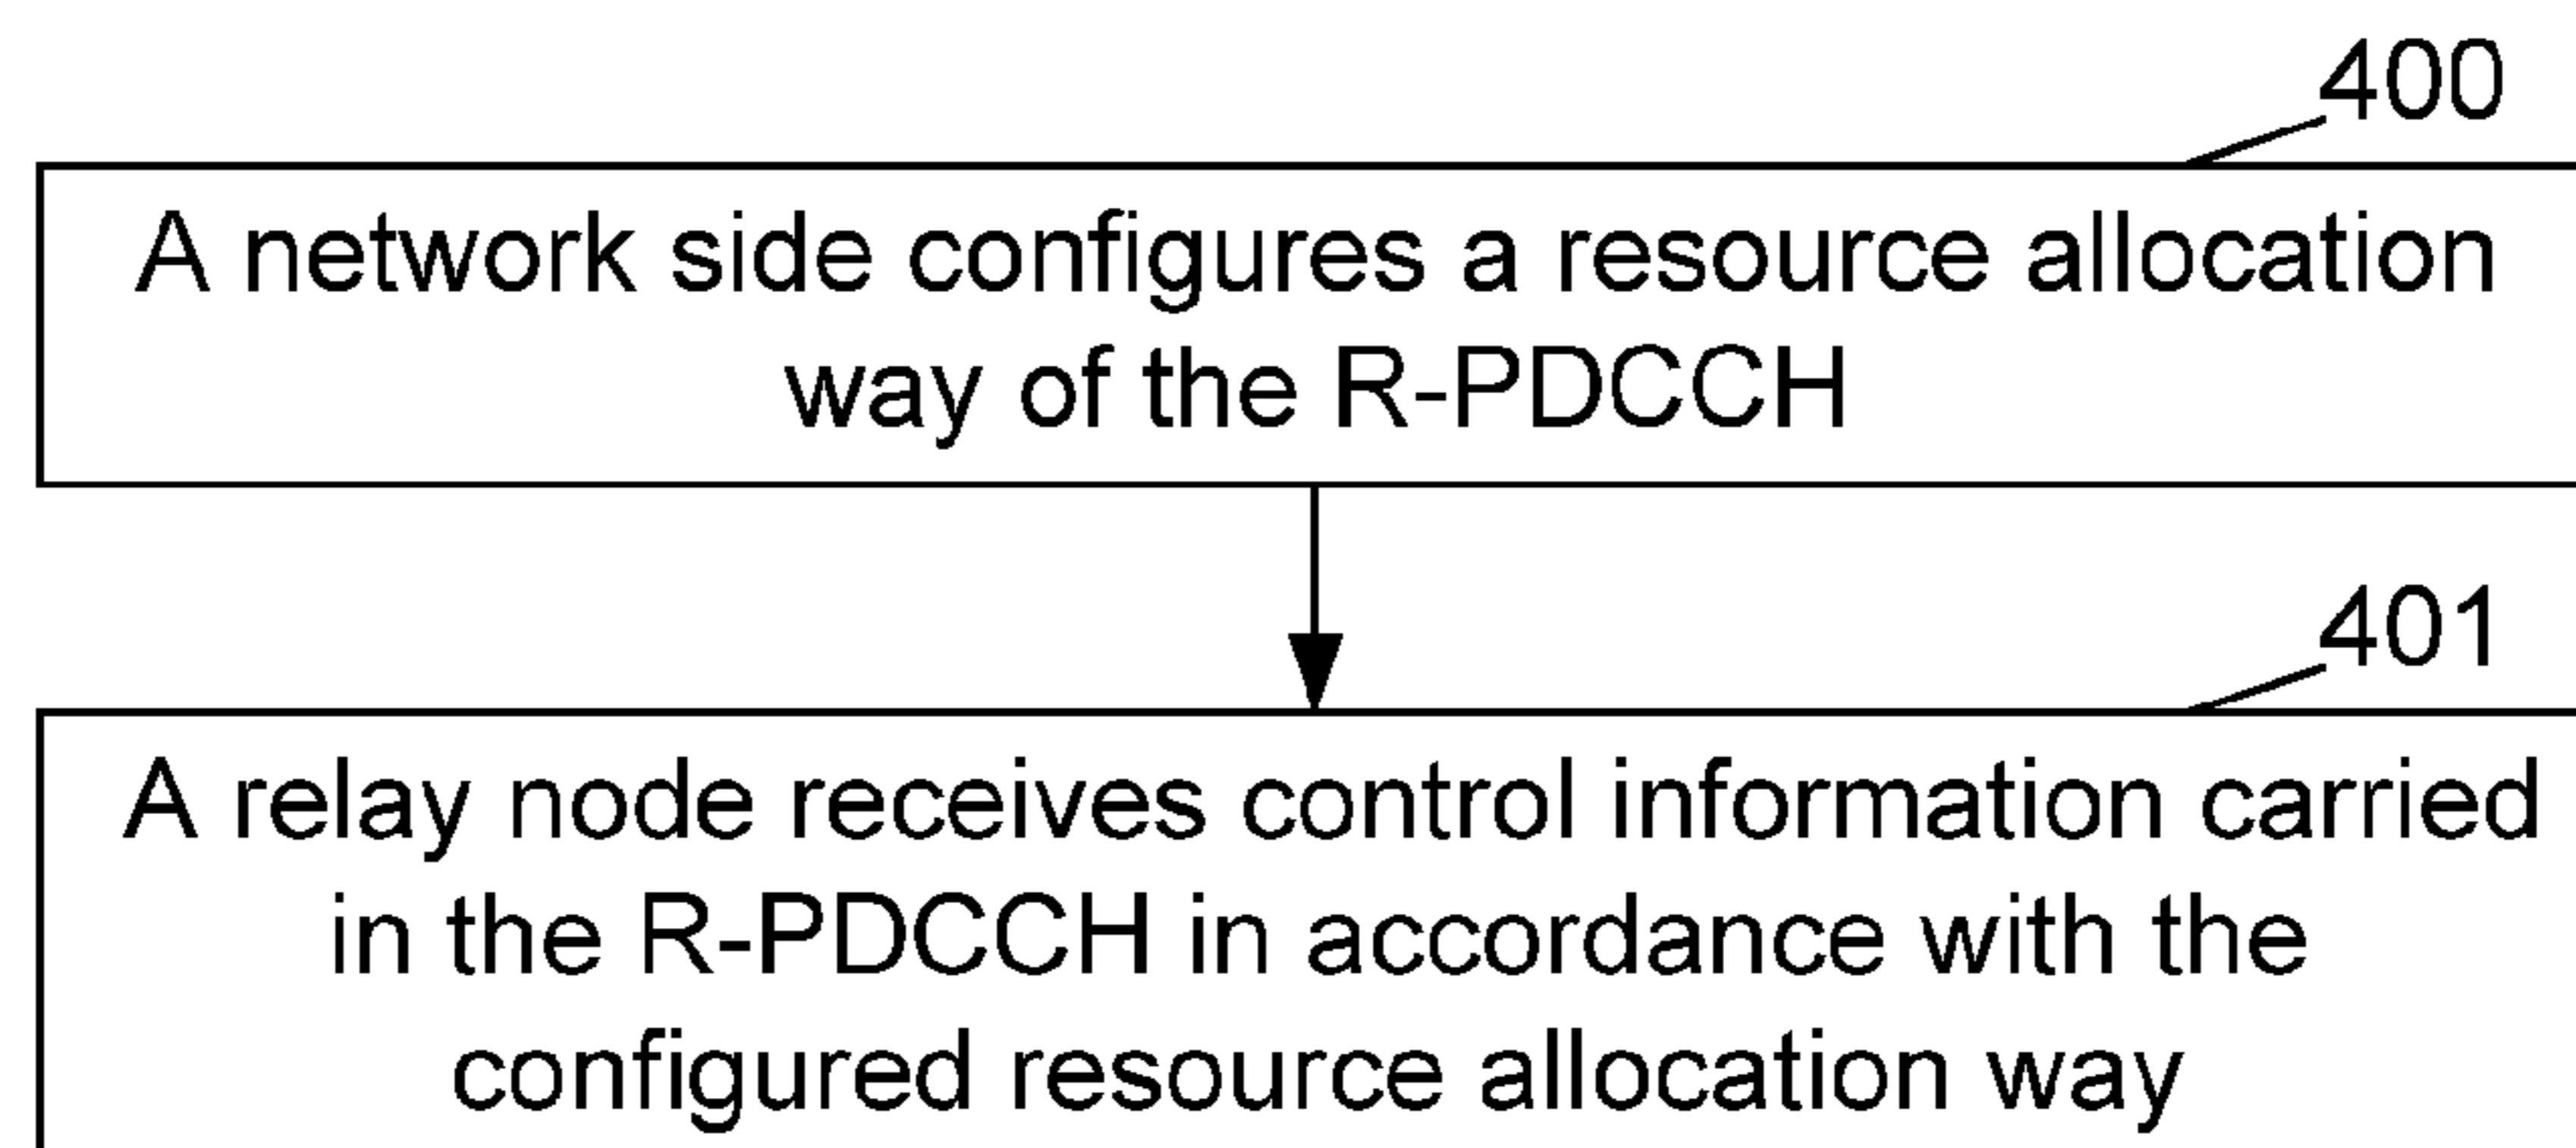 400
A network side configures a resource allocation
way of the R-PDCCH
401
A relay node receives control information carried
in the R-PDCCH in accordance with the
configured resource allocation way